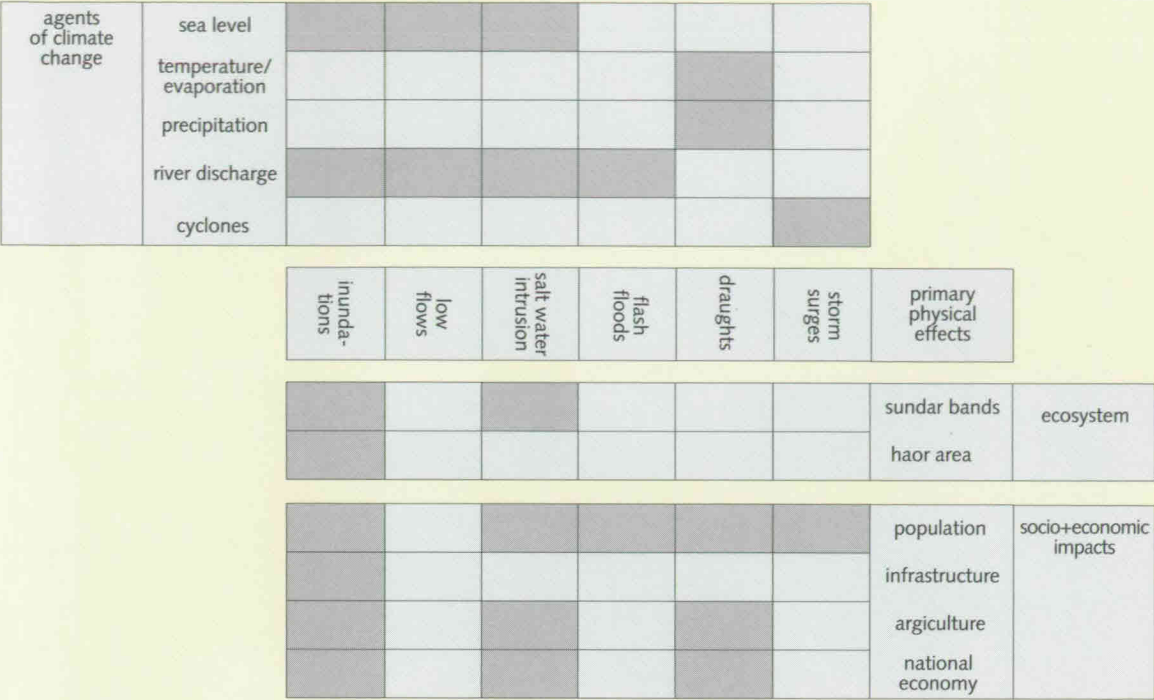 agents
of climate
change
sea level
temperature/
evaporation
precipitation
river discharge
cyclones
inunda-
tions
low
flows
salt water
intrusion
flash
floods
draughts
storm
surges
primary
physical
effects
sundar bands
ecosystem
haor area
population
socio+economic
impacts
infrastructure
argiculture
national
economy